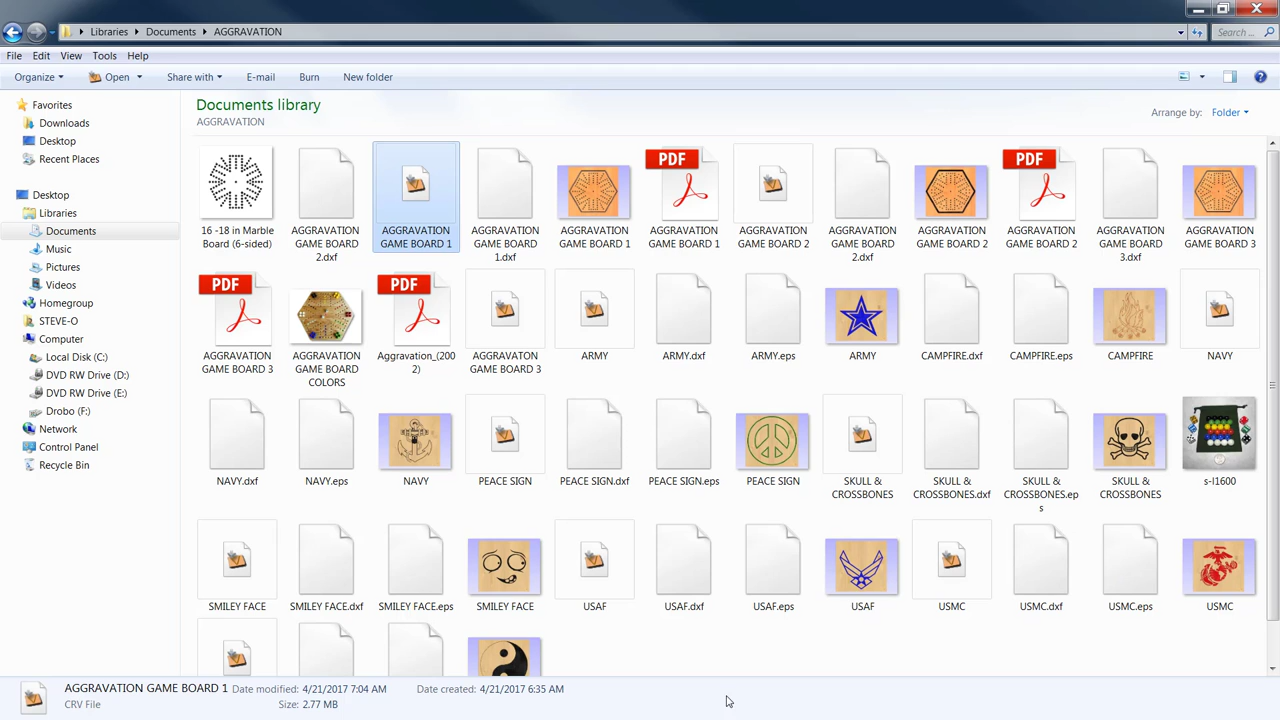 Libraries Documents AGGRAVATION
Search...
File Edit View Tools Help
Organize Open Share with E-mail Burn New folder
Favorites
Downloads
Desktop
Recent Places
Desktop
Libraries
Documents
Music
Pictures
Videos
Homegroup
STEVE-O
Computer
Local Disk (C:)
DVD RW Drive (D:)
DVD RW Drive (E:)
Drobo (F:)
Network
Control Panel
Recycle Bin
Documents library
AGGRAVATION
Arrange by: Folder
PDF PDF
16 -18 in Marble AGGRAVATION AGGRAVATION AGGRAVATION AGGRAVATION AGGRAVATION AGGRAVATION AGGRAVATION AGGRAVATION AGGRAVATION AGGRAVATION AGGRAVATION
Board (6-sided) GAME BOARD GAME BOARD 1 GAME BOARD GAME BOARD 1 GAME BOARD 1 GAME BOARD 2 GAME BOARD GAME BOARD 2 GAME BOARD 2 GAME BOARD GAME BOARD 3
2.dxf 1.dxf 2.dxf 3.dxf
PDF PDF
AGGRAVATION AGGRAVATION Aggravation_(200 AGGRAVATON ARMY ARMY.dxf ARMY.eps ARMY CAMPFIRE.dxf CAMPFIRE.eps CAMPFIRE NAVY
GAME BOARD 3 GAME BOARD 2) GAME BOARD 3
COLORS
NAVY.dxf NAVY.eps NAVY PEACE SIGN PEACE SIGN.dxf PEACE SIGN.eps PEACE SIGN SKULL & SKULL & SKULL & SKULL & s-l1600
CROSSBONES CROSSBONES.dxf CROSSBONES.ep CROSSBONES
s
SMILEY FACE SMILEY FACE.dxf SMILEY FACE.eps SMILEY FACE USAF USAF.dxf USAF.eps USAF USMC USMC.dxf USMC.eps USMC
AGGRAVATION GAME BOARD 1 Date modified: 4/21/2017 7:04 AM Date created: 4/21/2017 6:35 AM
CRV File Size: 2.77 MB